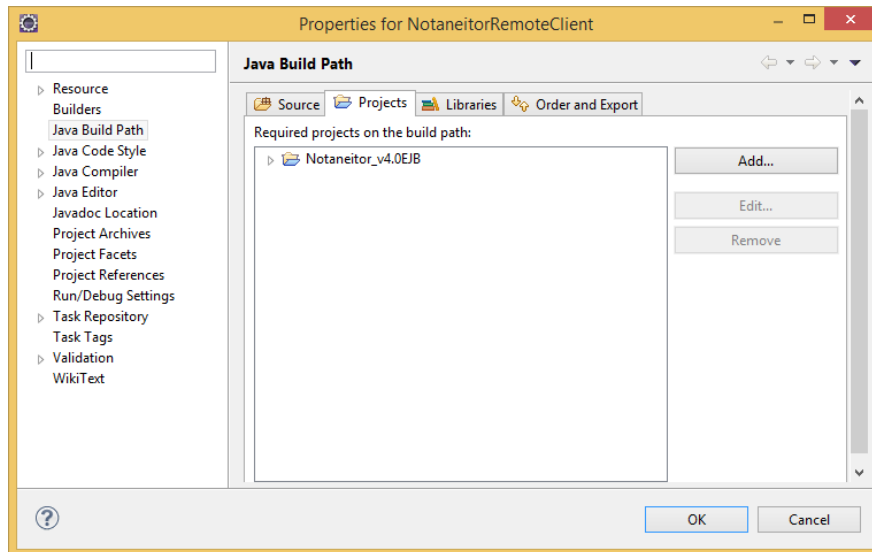 Properties for NotaneitorRemoteClient
Java Build Path
Resource
Builders
Java Build Path
Java Code Style
Java Compiler
Java Editor
Javadoc Location
Project Archives
Project Facets
Project References
Run/Debug Settings
Task Repository
Task Tags
Validation
WikiText
Source Projects Libraries Order and Export
Required projects on the build path:
Notaneitor_v4.0EJB
Add...
Edit...
Remove
OK Cancel